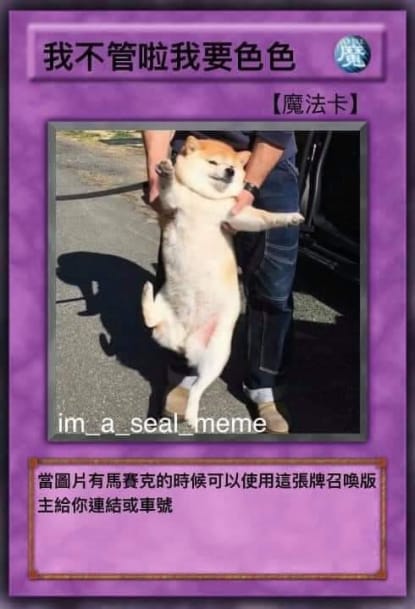 我不管啦我要色色
魔
【魔法卡】
im_a_seal_meme
當圖片有馬賽克的時候可以使用這張牌召喚版
主給你連結或車號